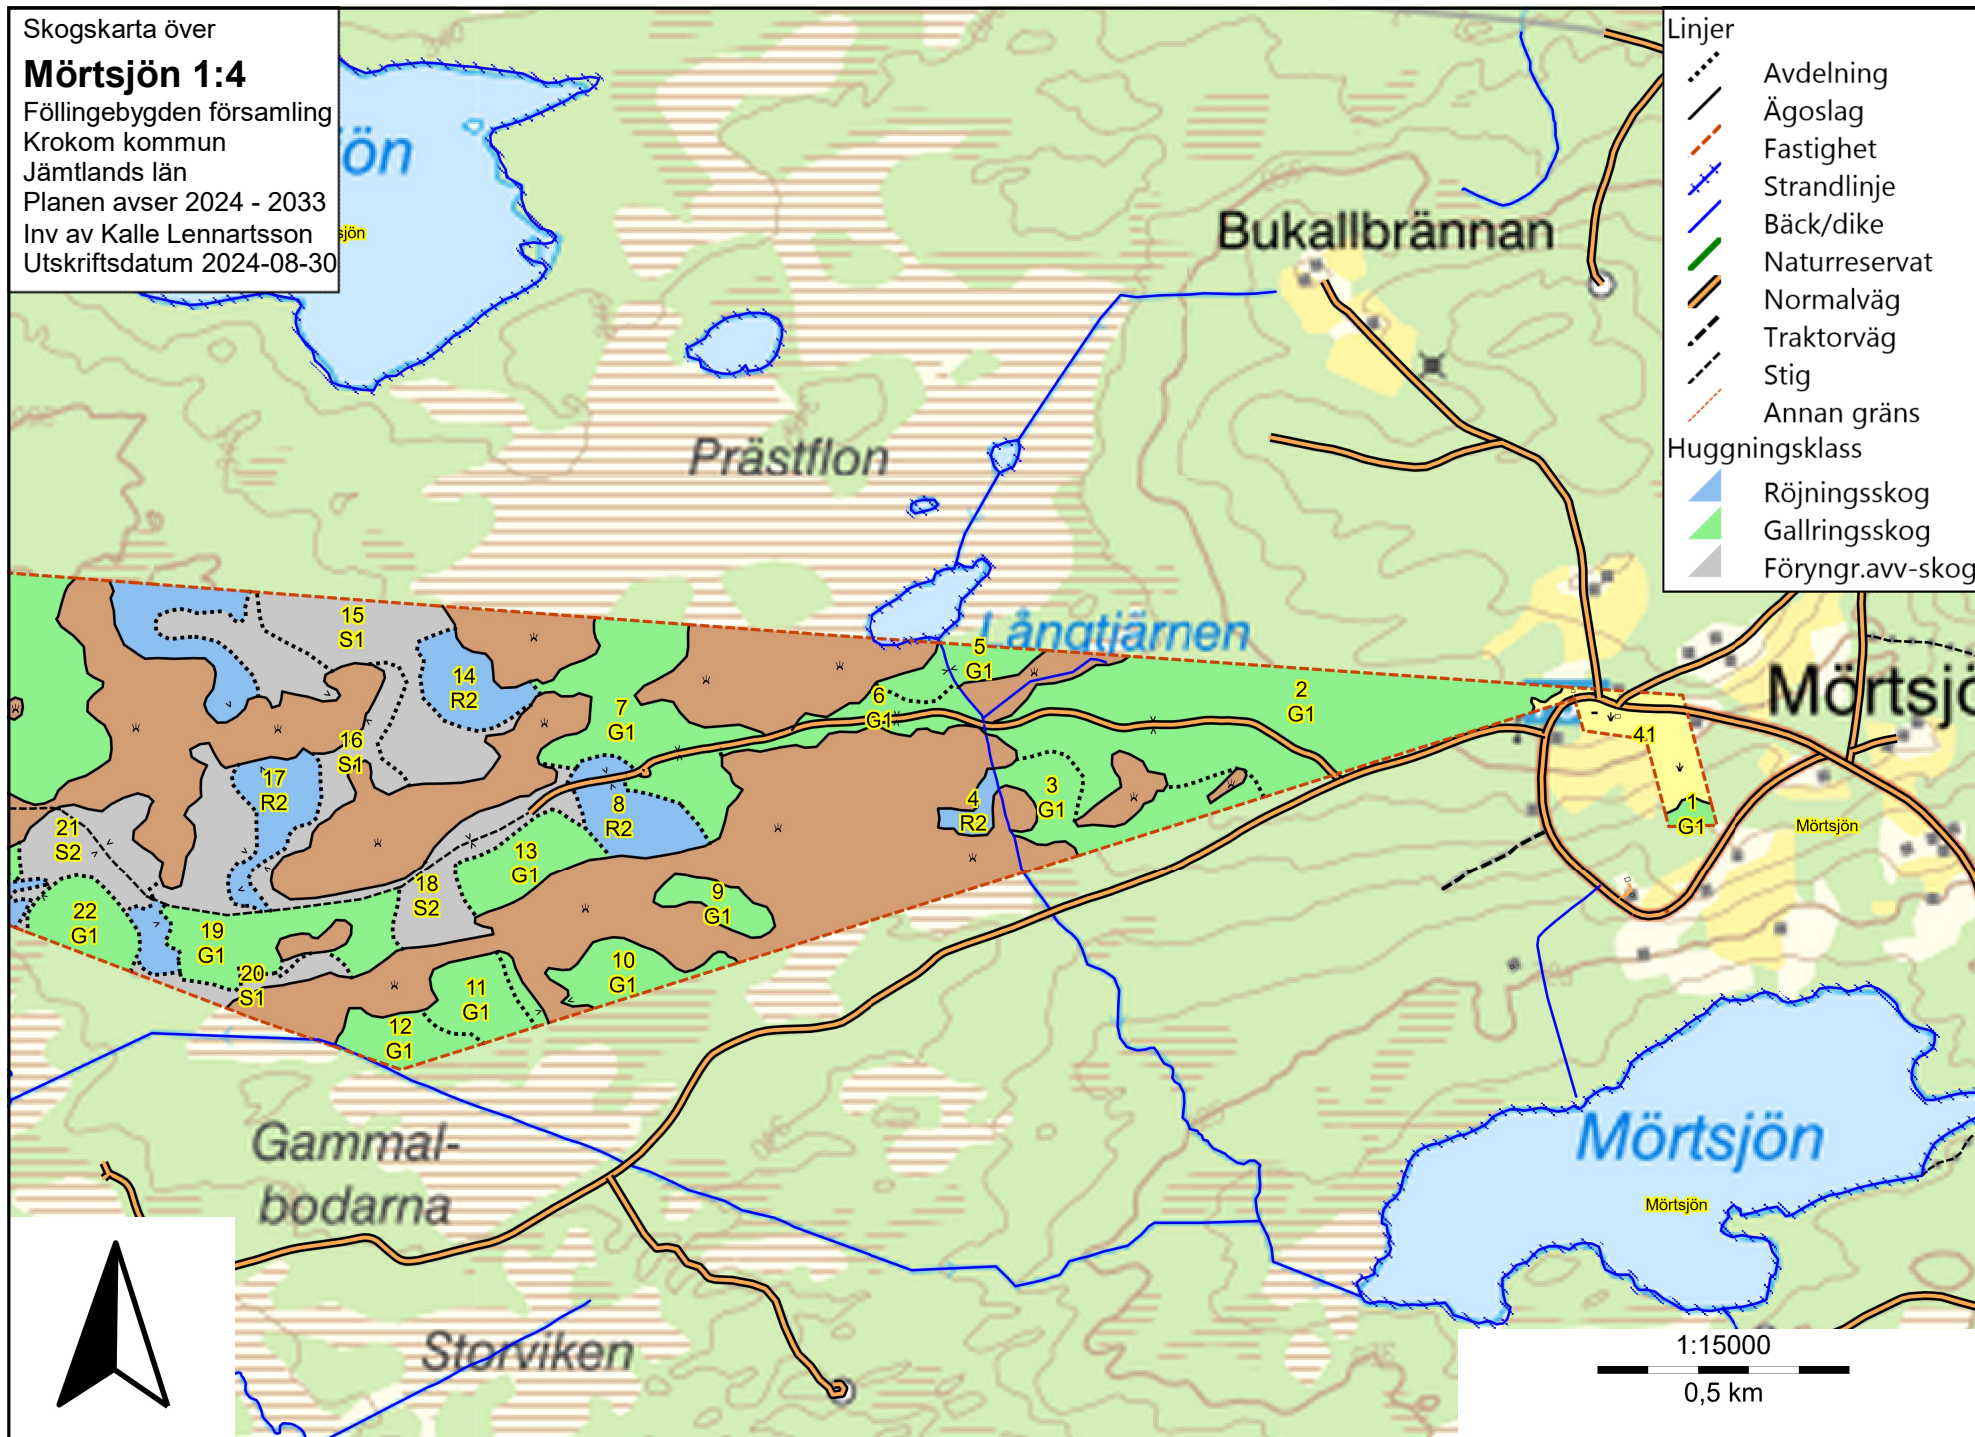 Skogskarta över
Mörtsjön 1:4
Föllingebygden församling
Krokom kommun
Jämtlands län
Planen avser 2024 - 2033
Inv av Kalle Lennartsson
Utskriftsdatum 2024-08-30
ön
sjön
Linjer
Avdelning
Ägoslag
Fastighet
Strandlinje
Bäck/dike
Naturreservat
Normalväg
Traktorväg
Stig
Annan gräns
Huggningsklass
Röjningsskog
Gallringsskog
Föryngr.avv-skog
Bukallbrännan
Prästflon
Långtjärnen
Mörtsjö
15
S1
14
R2
5
G1
6
G1
2
G1
7
G1
16
S1
17
R2
41
3
G1
4
R2
8
R2
1
G1
Mörtsjön
21
S2
13
G1
18
S2
9
G1
22
G1
19
G1
20
S1
10
G1
11
G1
12
G1
Gammal-
bodarna
Mörtsjön
Mörtsjön
Storviken
1:15000
0,5 km